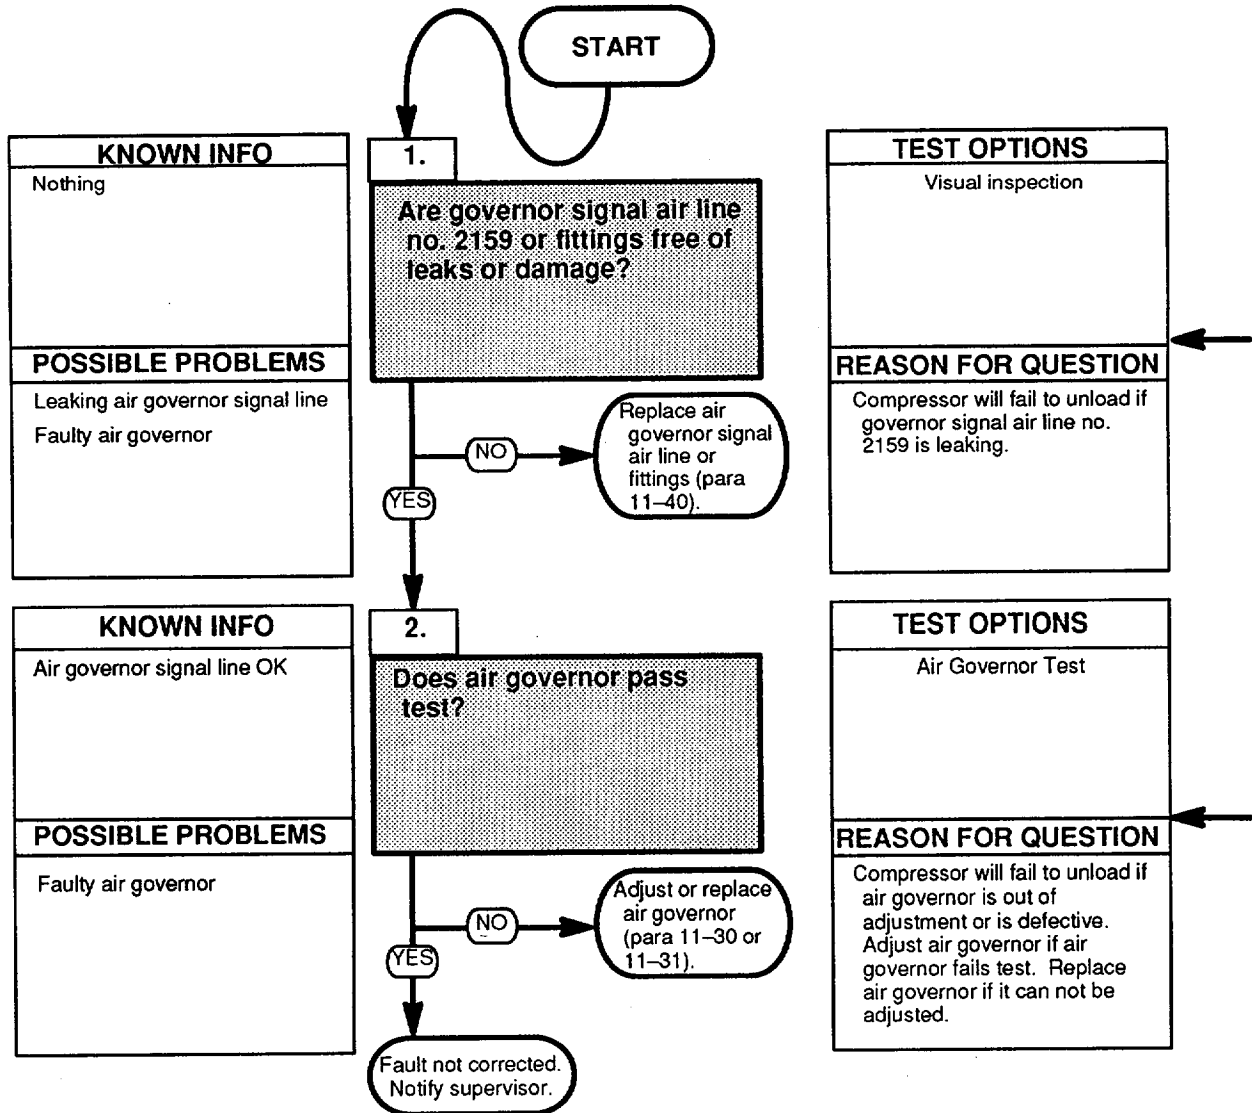 START
KNOWN INFO
Nothing
POSSIBLE PROBLEMS
Leaking air governor signal line
Faulty air governor
1.
Are governor signal air line
no. 2159 or fittings free of
leaks or damage?
NO
Replace air
governor signal
air line or
fittings (para
11–40).
YES
TEST OPTIONS
Visual inspection
REASON FOR QUESTION
Compressor will fail to unload if
governor signal air line no.
2159 is leaking.
KNOWN INFO
Air governor signal line OK
POSSIBLE PROBLEMS
Faulty air governor
2.
Does air governor pass
test?
NO
Adjust or replace
air governor
(para 11–30 or
11–31).
YES
Fault not corrected.
Notify supervisor.
TEST OPTIONS
Air Governor Test
REASON FOR QUESTION
Compressor will fail to unload if
air governor is out of
adjustment or is defective.
Adjust air governor if air
governor fails test. Replace
air governor if it can not be
adjusted.